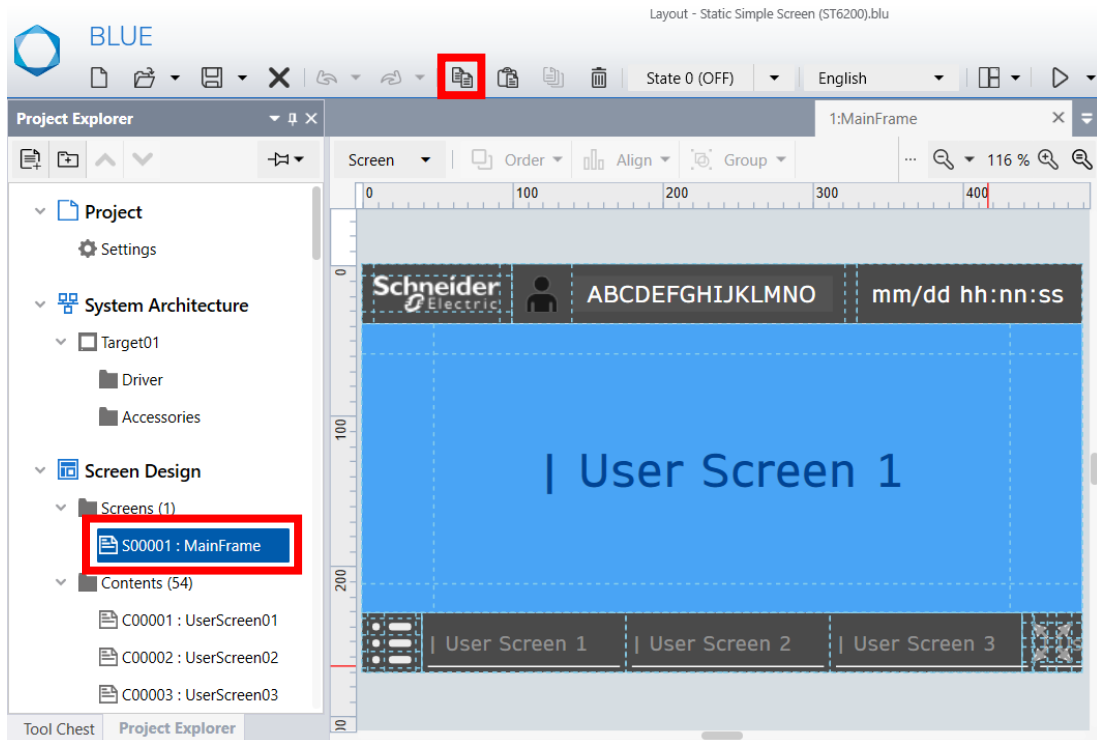 Layout - Static Simple Screen (ST6200).blu
BLUE
State 0 (OFF)
English
Project Explorer
1:MainFrame
Screen
Order
Align
Group
116 %
0 100 200 300 400
Project
Settings
System Architecture
Target01
Driver
Accessories
Screen Design
Screens (1)
S00001 : MainFrame
Contents (54)
C00001 : UserScreen01
C00002 : UserScreen02
C00003 : UserScreen03
Tool Chest Project Explorer
0
100
200
Schneider
Electric
ABCDEFGHIJKLMNO
mm/dd hh:nn:ss
| User Screen 1
| User Screen 1 | User Screen 2 | User Screen 3